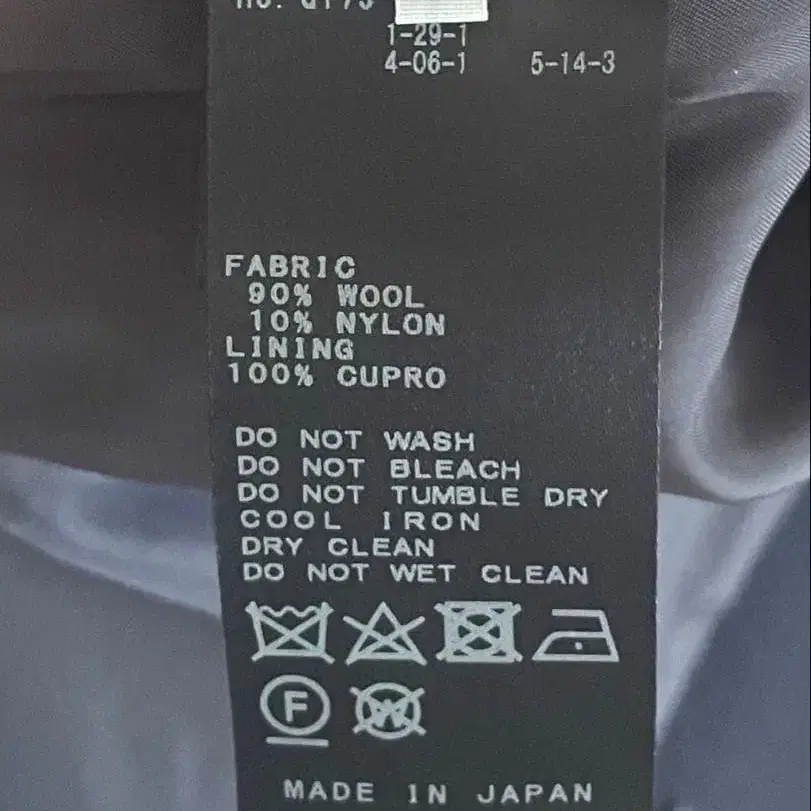 1-29-1
4-06-1 5-14-3
FABRIC
90% WOOL
10% NYLON
LINING
100% CUPRO
DO NOT WASH
DO NOT BLEACH
DO NOT TUMBLE DRY
COOL IRON
DRY CLEAN
DO NOT WET CLEAN
F W
MADE IN JAPAN